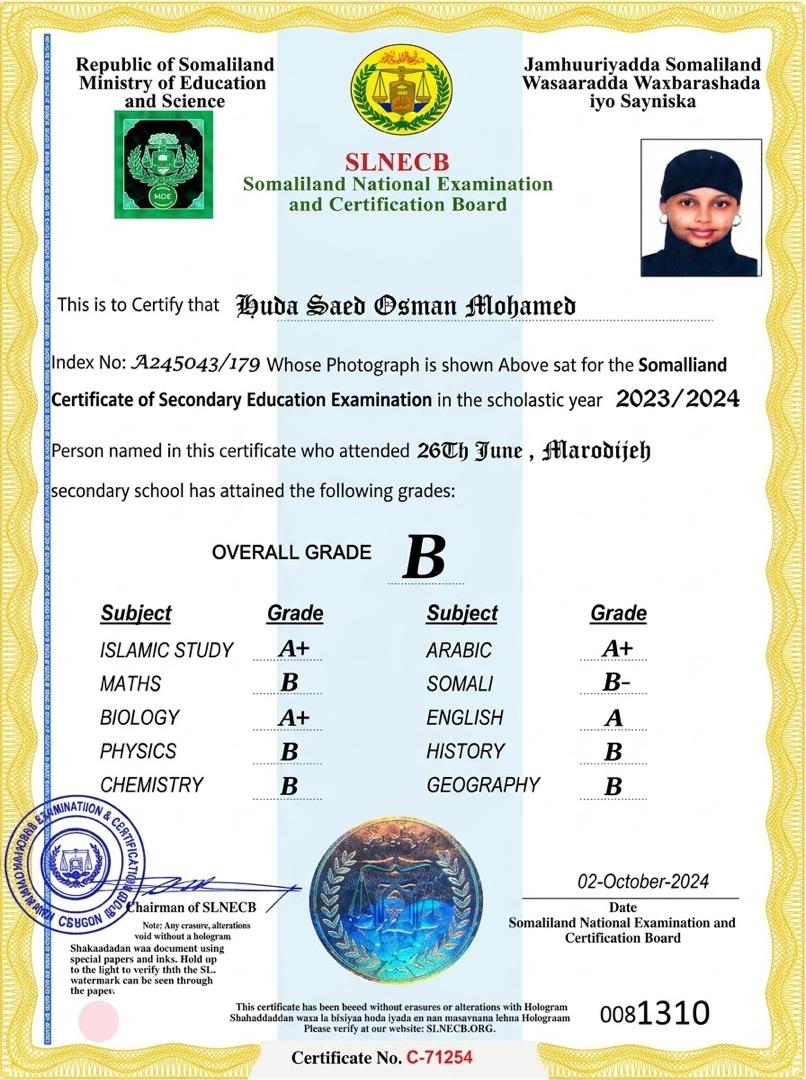 Republic of Somaliland
Ministry of Education
and Science
Jamhuuriyadda Somaliland
Wasaaradda Waxbarashada
iyo Sayniska
MOE
SLNECB
Somaliland National Examination
and Certification Board
This is to Certify that Huda Saed Osman Mohamed
Index No: A245043/179 Whose Photograph is shown Above sat for the Somalliand
Certificate of Secondary Education Examination in the scholastic year 2023/2024
Person named in this certificate who attended 26Th June , Marodijeh
secondary school has attained the following grades:
OVERALL GRADE B
Subject Grade Subject Grade
ISLAMIC STUDY A+ ARABIC A+
MATHS B SOMALI B-
BIOLOGY A+ ENGLISH A
PHYSICS B HISTORY B
CHEMISTRY B GEOGRAPHY B
Chairman of SLNECB
Note: Any erasure, alterations
void without a hologram
Shakaadadan waa document using
special papers and inks. Hold up
to the light to verify thth the SL.
watermark can be seen through
the paper.
02-October-2024
Date
Somaliland National Examination and
Certification Board
This certificate has been beeed without erasures or alterations with Hologram
Shahaddaddan waxa la bisiyaa hoda iyada en nan masavnana lehna Holograam
Please verify at our website: SLNECB.ORG.
0081310
Certificate No. C-71254